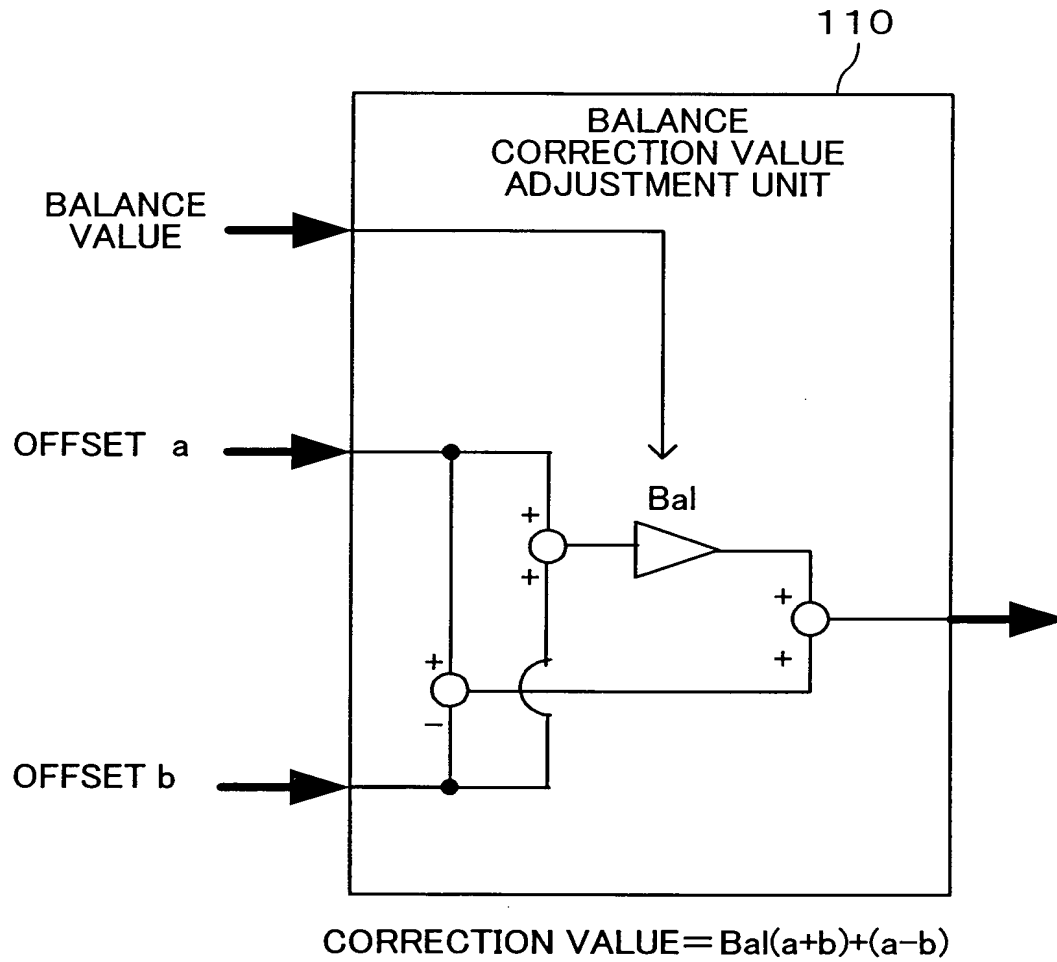 110
BALANCE
CORRECTION VALUE
ADJUSTMENT UNIT
BALANCE
VALUE
OFFSET a
Bal
+
+
+
+
+
−
OFFSET b
CORRECTION VALUE=Bal(a+b)+(a−b)